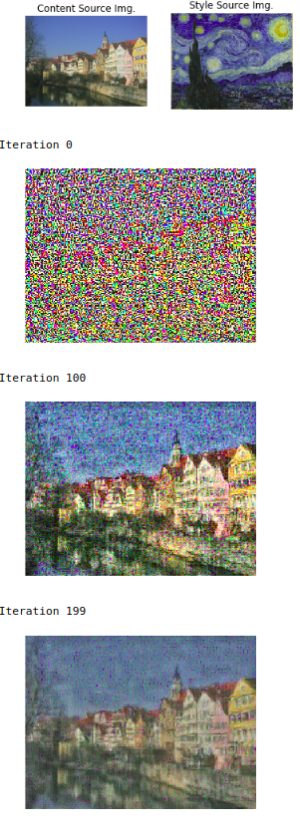 Content Source Img.
Style Source Img.
Iteration 0
Iteration 100
Iteration 199